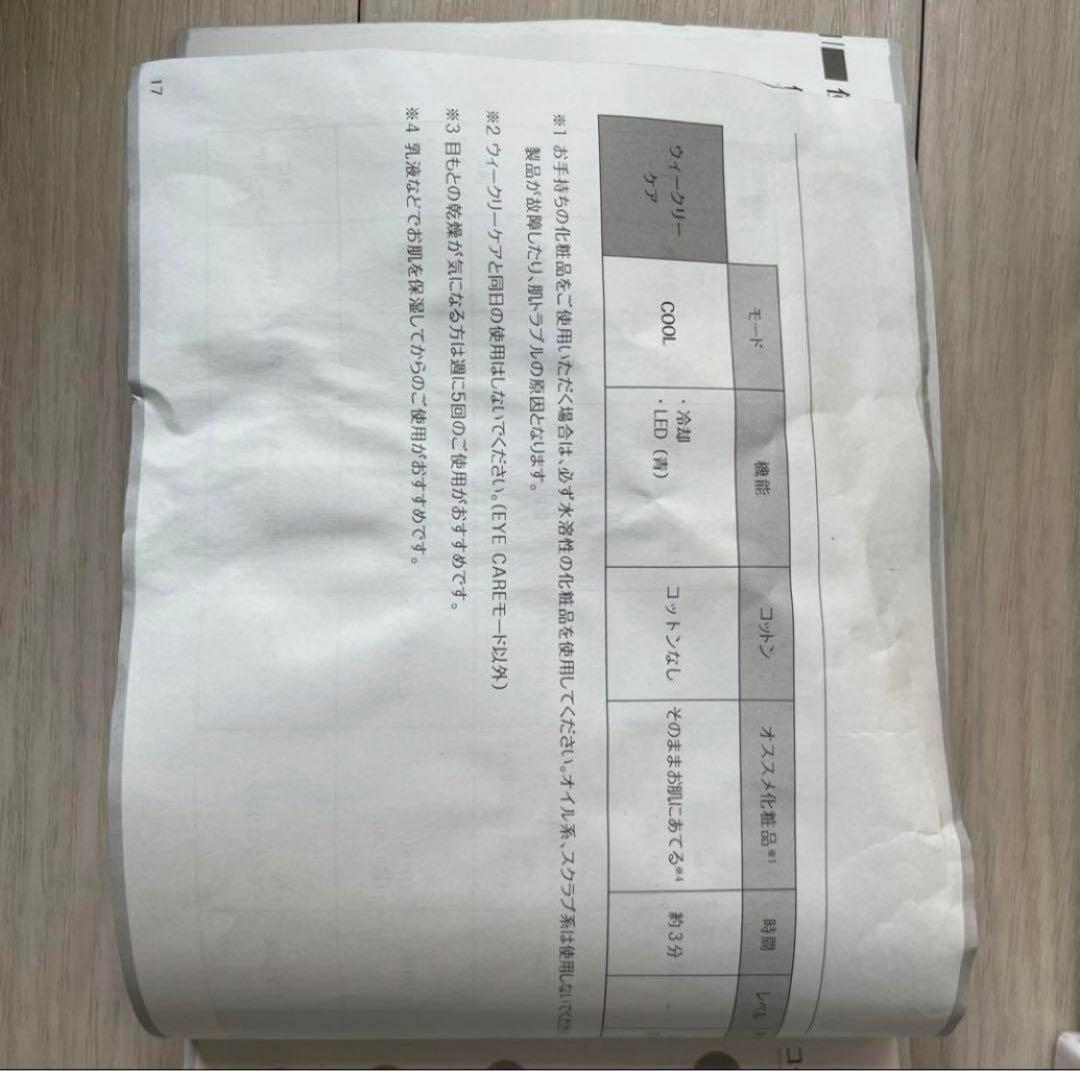 モード 機能 コットン オススメ化粧品※1 時間 レベル
ウィークリー
ケア
COOL
・冷却
・LED（青）
コットンなし
そのままお肌にあてる※4
約3分
-
※1 お手持ちの化粧品をご使用いただく場合は、必ず水溶性の化粧品を使用してください。オイル系、スクラブ系は使用しないでくださ
製品が故障したり、肌トラブルの原因となります。
※2 ウィークリーケアと同日の使用はしないでください。（EYE CAREモード以外）
※3 目もとの乾燥が気になる方は週に5回のご使用がおすすめです。
※4 乳液などでお肌を保湿してからのご使用がおすすめです。
17